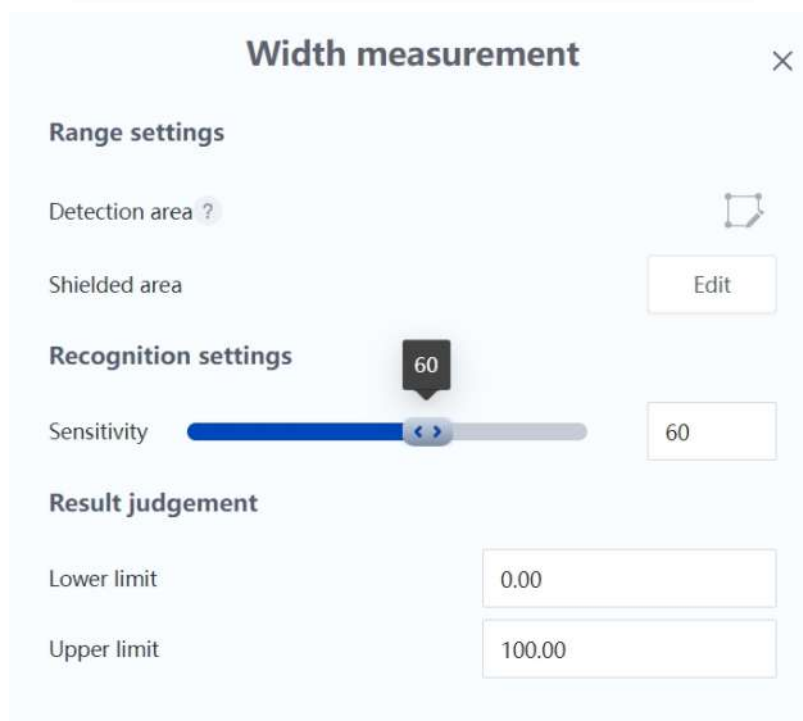 Width measurement
Range settings
Detection area ?
Shielded area Edit
Recognition settings
60
Sensitivity 60
Result judgement
Lower limit 0.00
Upper limit 100.00